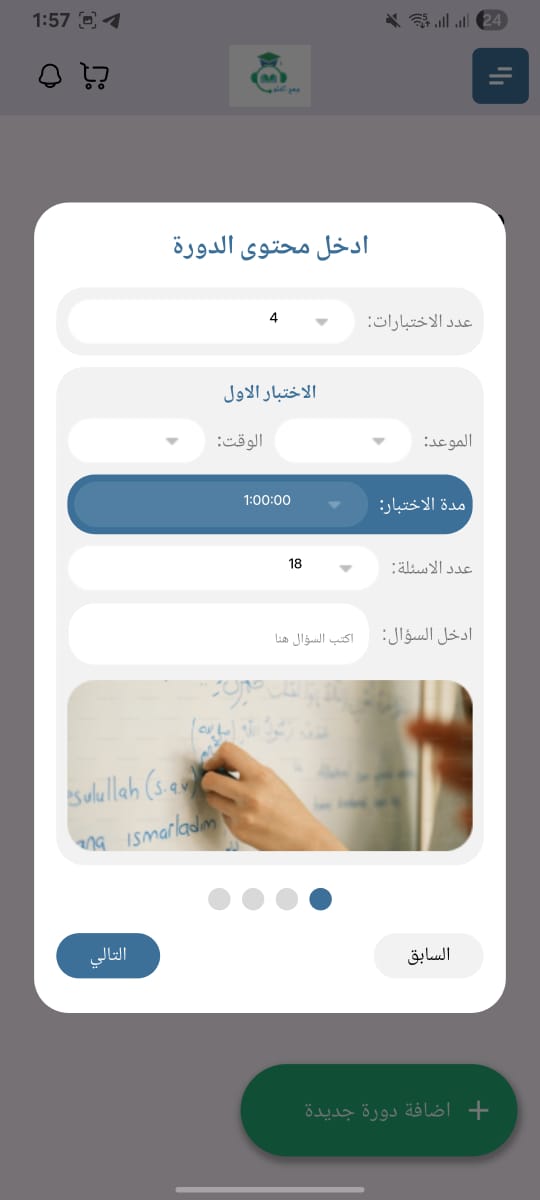 1:57
24
ادخل محتوى الدورة
عدد الاختبارات: 4
الاختبار الاول
الموعد: الوقت:
مدة الاختبار: 1:00:00
عدد الاسئلة: 18
ادخل السؤال: اكتب السؤال هنا
sulullah (s.a.v)
ang ismarladım
السابق
التالي
+ اضافة دورة جديدة